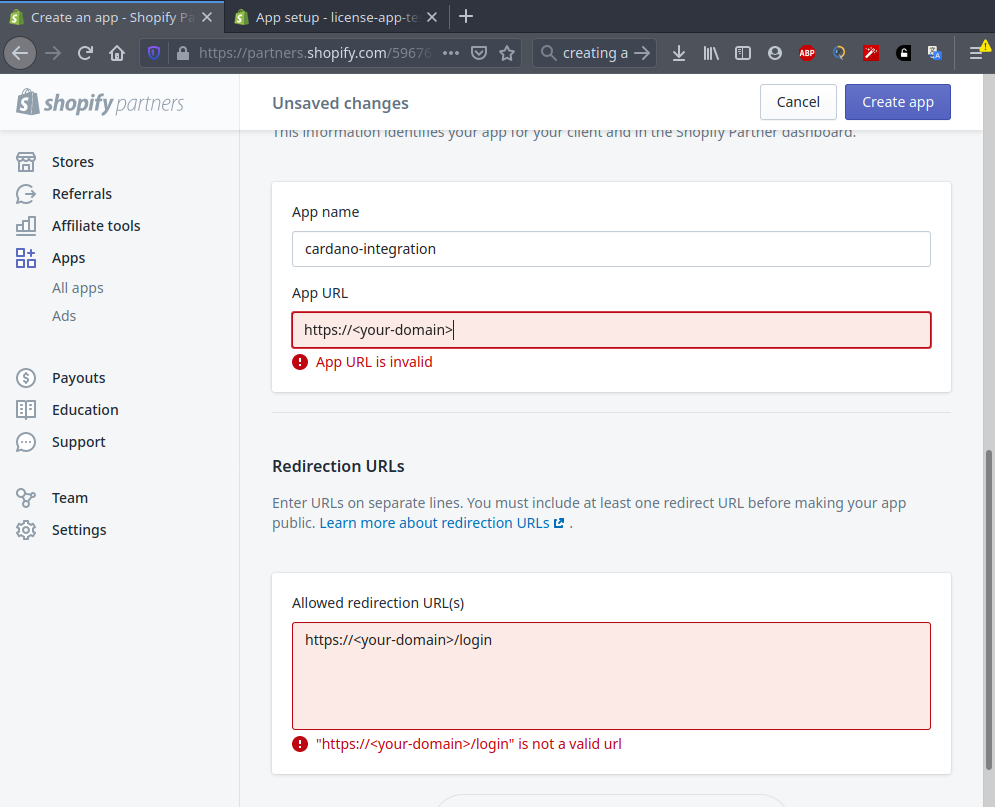 Create an app - Shopify Pa
App setup - license-app-te
https://partners.shopify.com/59676
creating a
ABP
shopify partners
Unsaved changes
Cancel
Create app
This information identifies your app for your client and in the Shopify Partner dashboard.
Stores
Referrals
Affiliate tools
Apps
All apps
Ads
Payouts
Education
Support
Team
Settings
App name
cardano-integration
App URL
https://<your-domain>
App URL is invalid
Redirection URLs
Enter URLs on separate lines. You must include at least one redirect URL before making your app
public. Learn more about redirection URLs .
Allowed redirection URL(s)
https://<your-domain>/login
"https://<your-domain>/login" is not a valid url